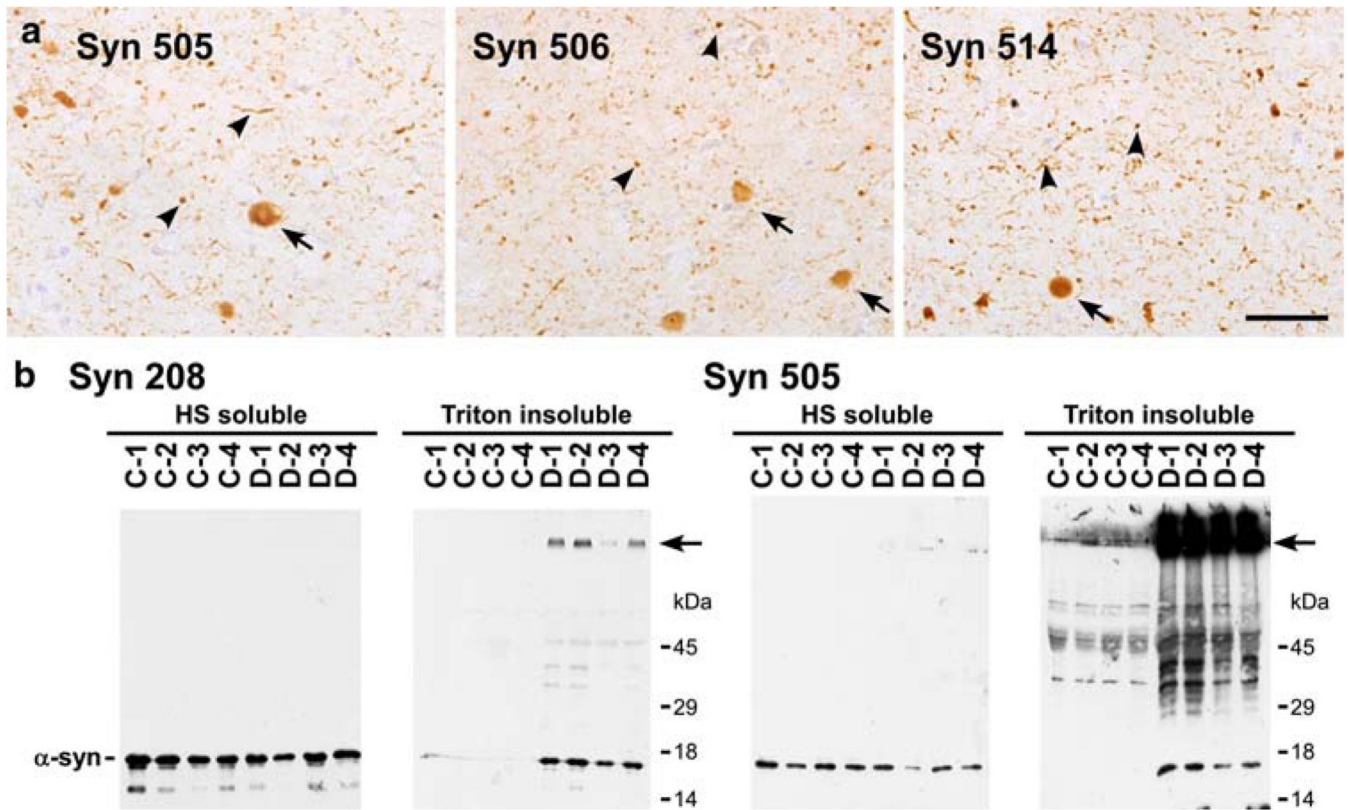 a
Syn 505 Syn 506 Syn 514
b Syn 208 Syn 505
HS soluble Triton insoluble HS soluble Triton insoluble
C-1 C-2 C-3 C-4 D-1 D-2 D-3 D-4 C-1 C-2 C-3 C-4 D-1 D-2 D-3 D-4 C-1 C-2 C-3 C-4 D-1 D-2 D-3 D-4 C-1 C-2 C-3 C-4 D-1 D-2 D-3 D-4
kDa kDa
-45 -45
-29 -29
α-syn- -18 -18
-14 -14